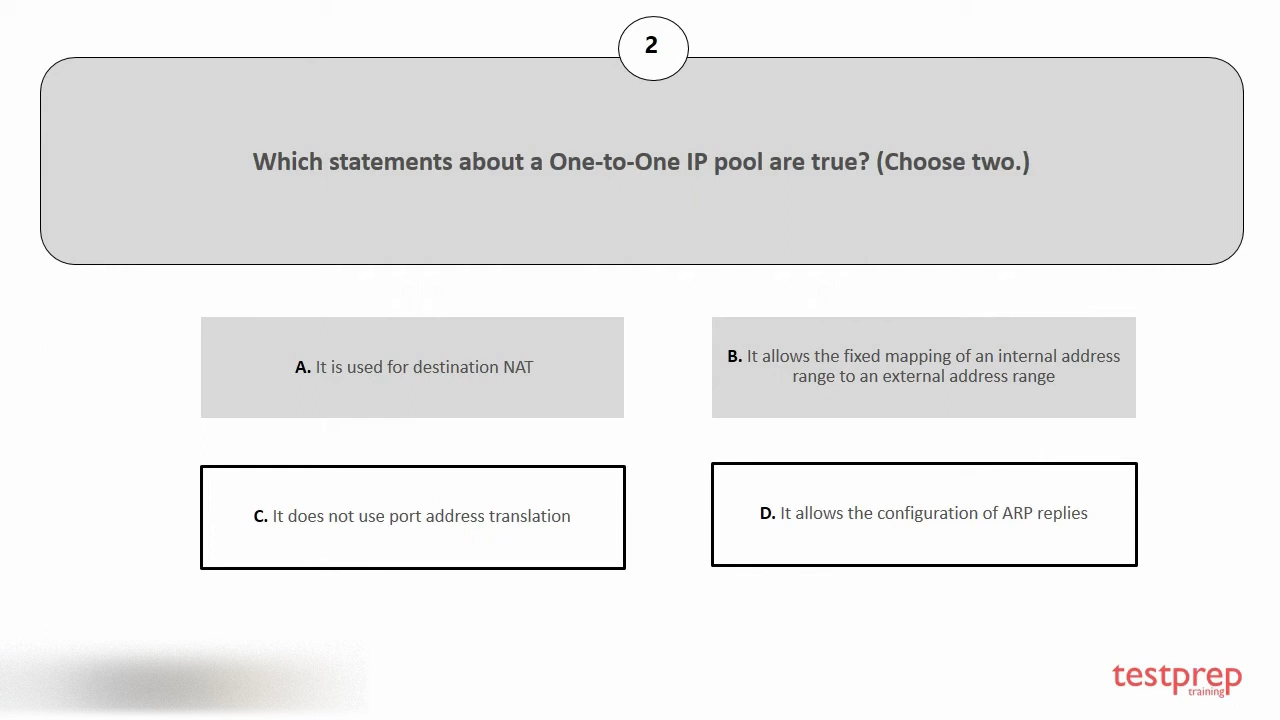 2
Which statements about a One-to-One IP pool are true? (Choose two.)
A. It is used for destination NAT
B. It allows the fixed mapping of an internal address
range to an external address range
C. It does not use port address translation
D. It allows the configuration of ARP replies
testprep
training